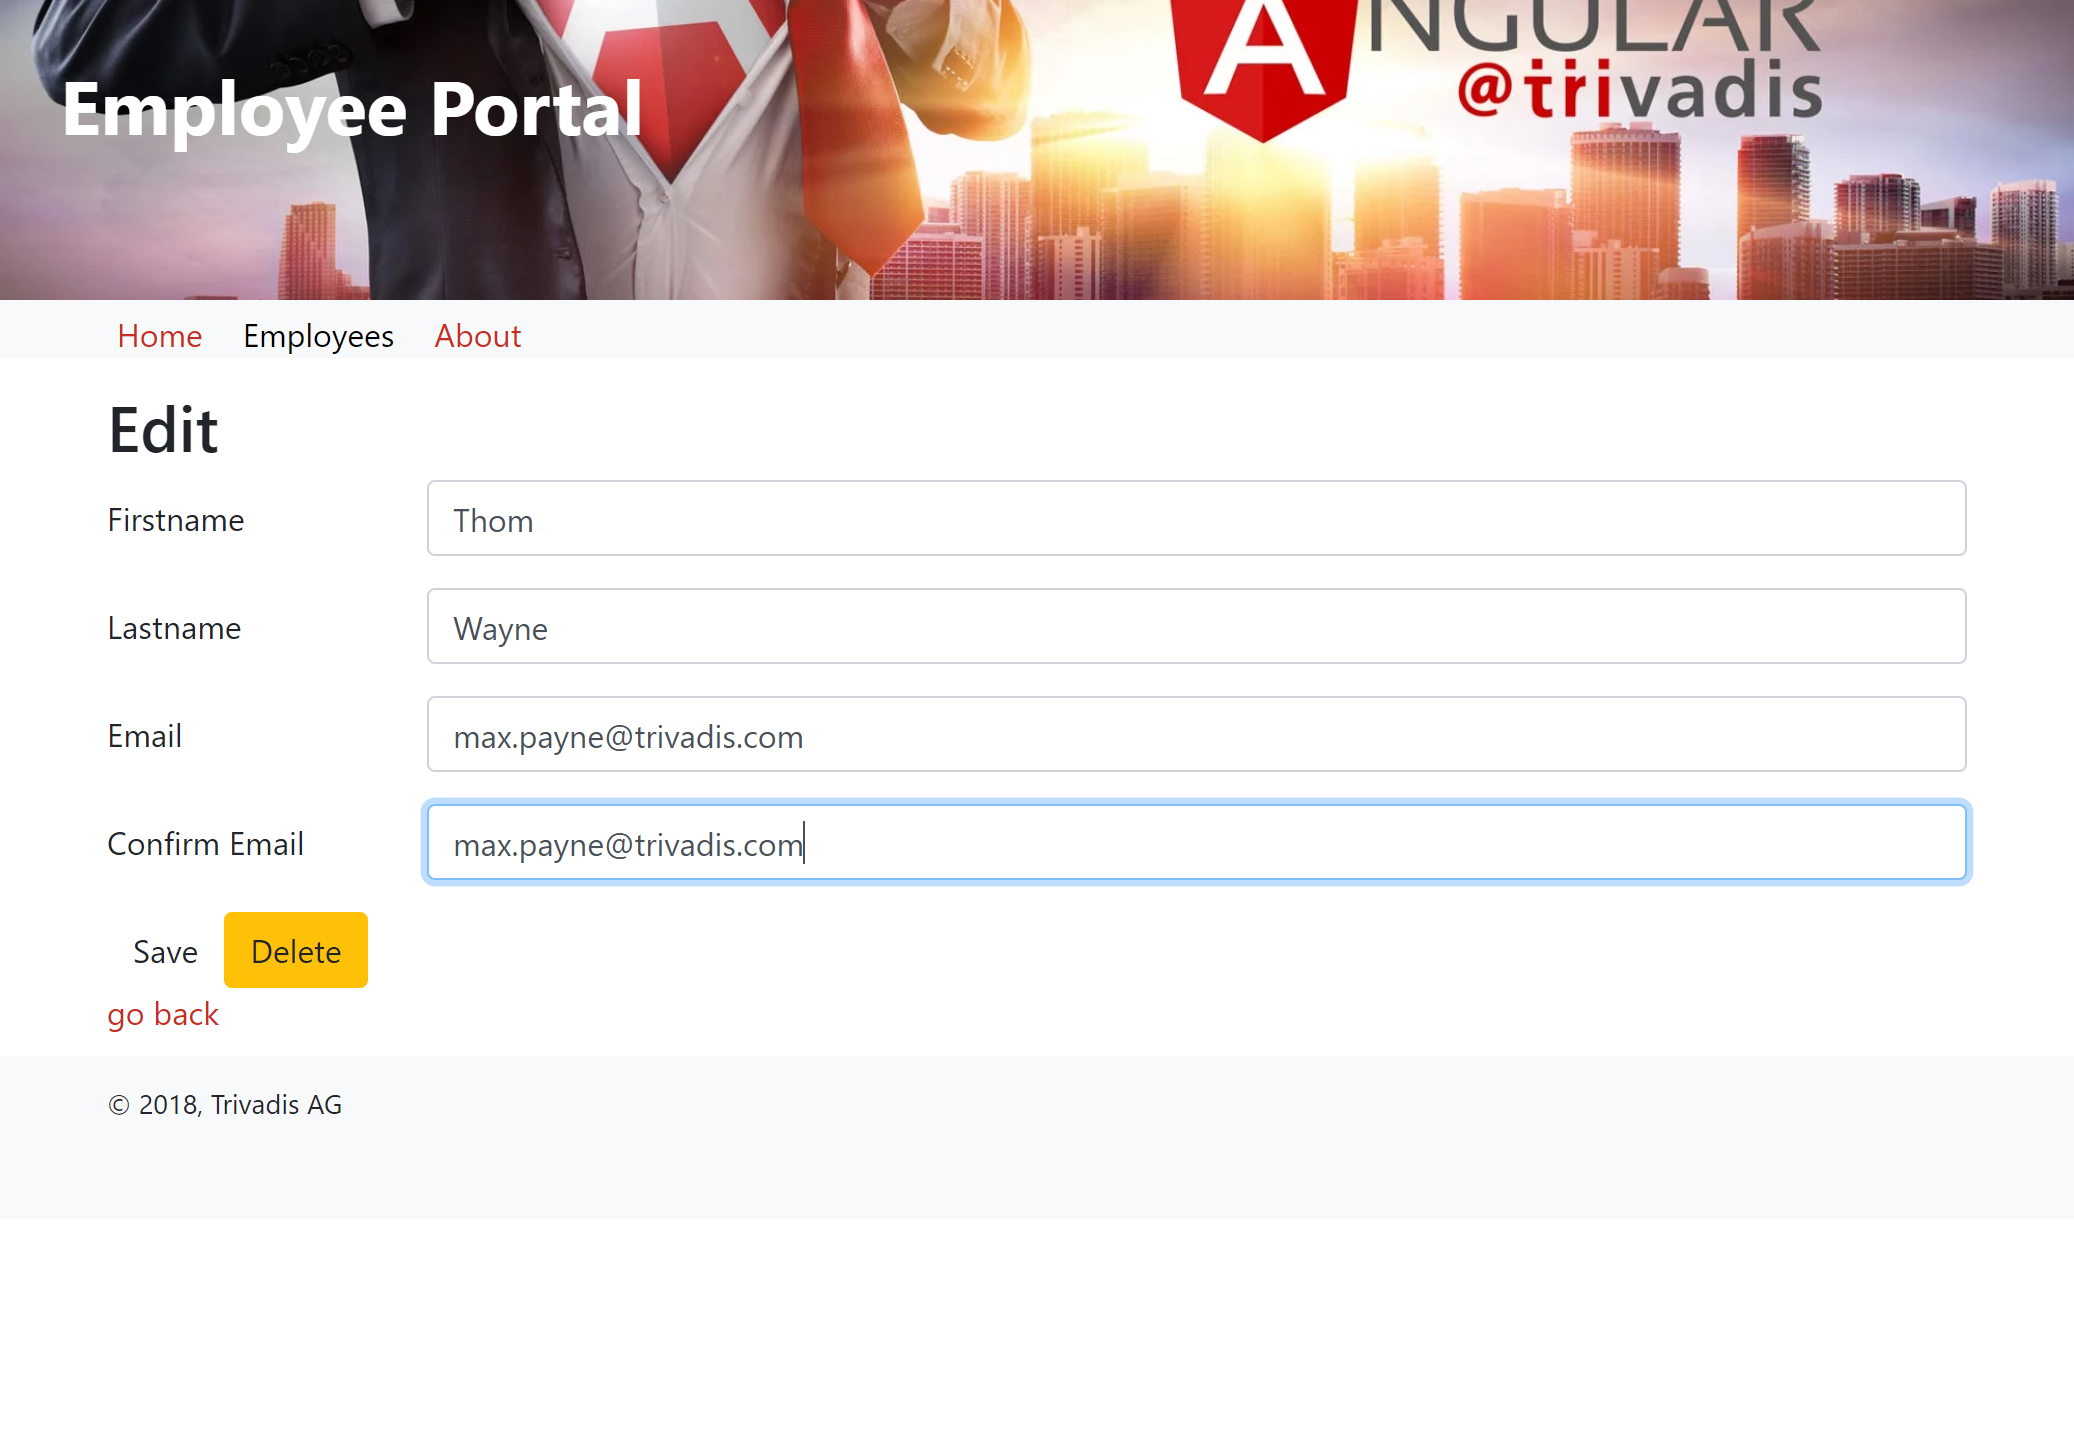 ANGULAR
@trivadis
Employee Portal
Home Employees About
Edit
Firstname Thom
Lastname Wayne
Email max.payne@trivadis.com
Confirm Email max.payne@trivadis.com
Save Delete
go back
© 2018, Trivadis AG